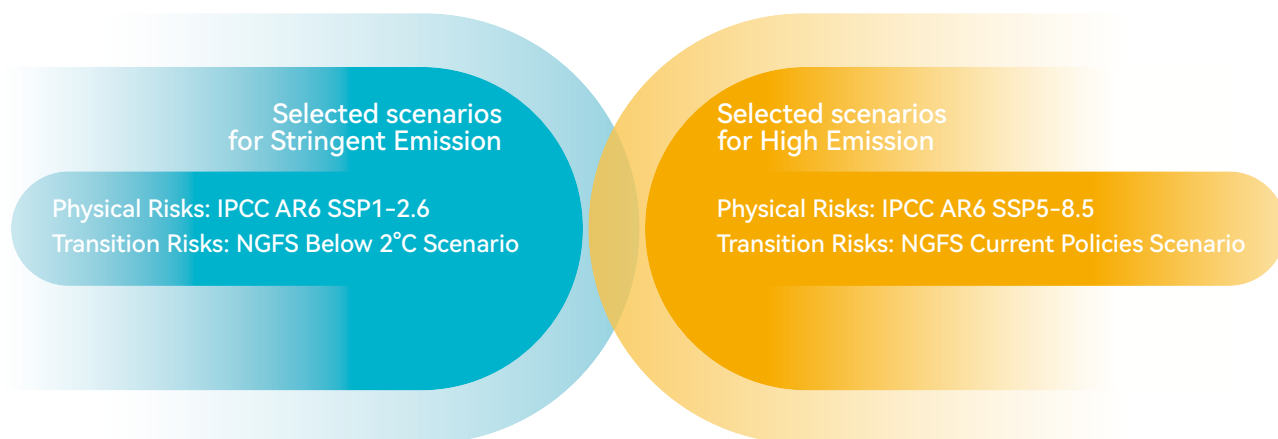 Selected scenarios
for Stringent Emission
Physical Risks: IPCC AR6 SSP1-2.6
Transition Risks: NGFS Below 2°C Scenario
Selected scenarios
for High Emission
Physical Risks: IPCC AR6 SSP5-8.5
Transition Risks: NGFS Current Policies Scenario